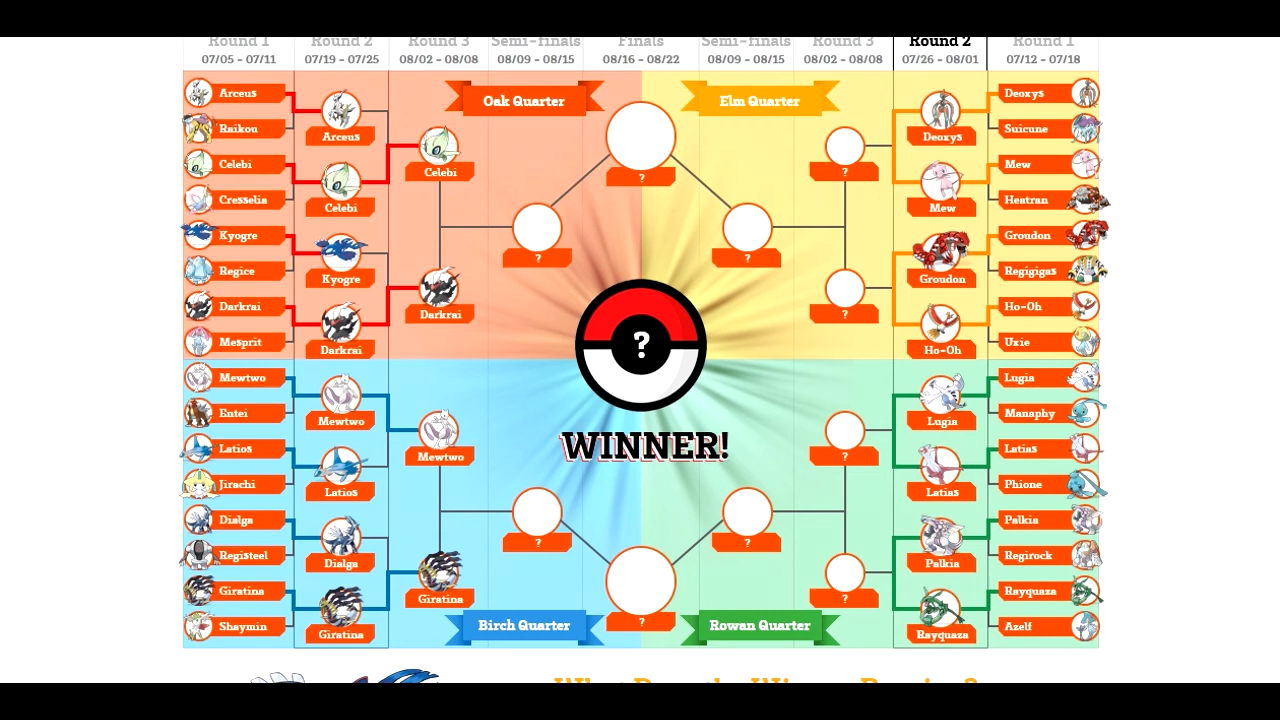 Round 1 Round 2 Round 3 Semi-finals Finals Semi-finals Round 3 Round 2 Round 1
07/05 - 07/11 07/19 - 07/25 08/02 - 08/08 08/09 - 08/15 08/16 - 08/22 08/09 - 08/15 08/02 - 08/08 07/26 - 08/01 07/12 - 07/18
Oak Quarter
Elm Quarter
Arceus
Raikou
Celebi
Cresselia
Kyogre
Regice
Darkrai
Mesprit
Mewtwo
Entei
Latios
Jirachi
Dialga
Registeel
Giratina
Shaymin
Arceus
Celebi
Kyogre
Darkrai
Mewtwo
Latios
Dialga
Giratina
Celebi
Darkrai
Mewtwo
Giratina
?
?
?
?
WINNER!
?
?
?
?
?
?
?
Deoxys
Mew
Groudon
Ho-Oh
Lugia
Latias
Palkia
Rayquaza
Deoxys
Suicune
Mew
Heatran
Groudon
Regigigas
Ho-Oh
Uxie
Lugia
Manaphy
Latias
Phione
Palkia
Regirock
Rayquaza
Azelf
Birch Quarter
Rowan Quarter